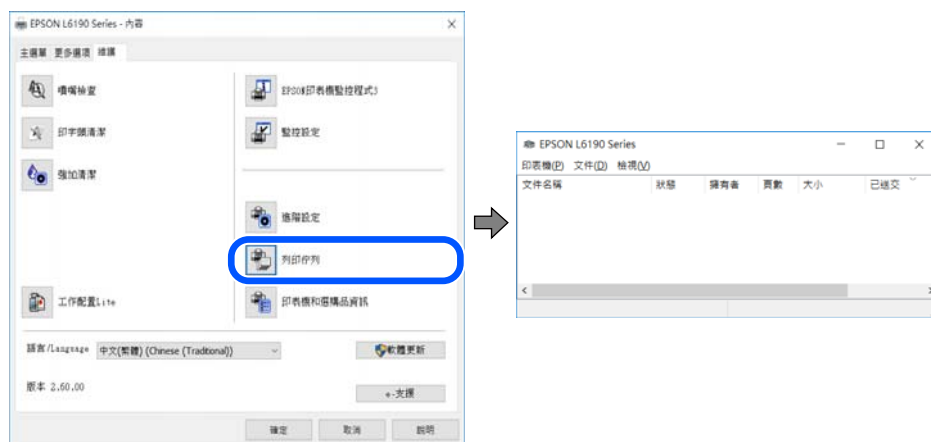 EPSON L6190 Series - 內容
主選單 更多選項 維護
噴嘴檢查
EPSON印表機監控程式3
印字頭清潔
監控設定
強加清潔
進階設定
列印佇列
工作配置Lite
印表機和選購品資訊
語言/Language
中文(繁體) (Chinese (Traditional))
軟體更新
版本 2.60.00
e-支援
確定 取消 說明
EPSON L6190 Series
印表機(P) 文件(D) 檢視(V)
文件名稱 狀態 擁有者 頁數 大小 已送交